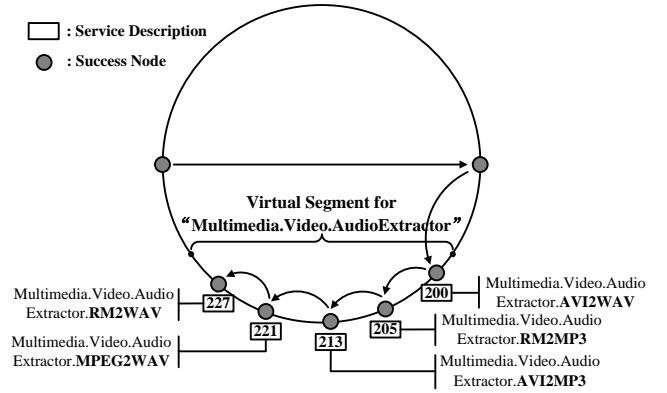 : Service Description
: Success Node
Virtual Segment for
“Multimedia.Video.AudioExtractor”
227
221
213
205
200
Multimedia.Video.Audio
Extractor.RM2WAV
Multimedia.Video.Audio
Extractor.MPEG2WAV
Multimedia.Video.Audio
Extractor.AVI2WAV
Multimedia.Video.Audio
Extractor.RM2MP3
Multimedia.Video.Audio
Extractor.AVI2MP3